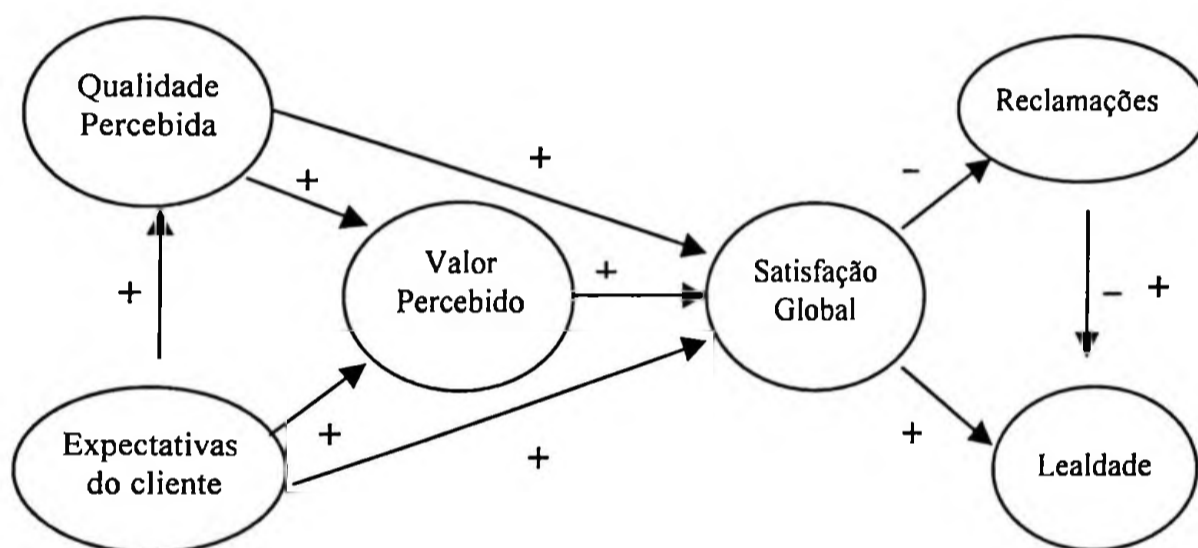 Qualidade
Percebida
Reclamações
+
-
+
Valor
Percebido
+
Satisfação
Global
+
- +
Expectativas
do cliente
+
+
+
Lealdade